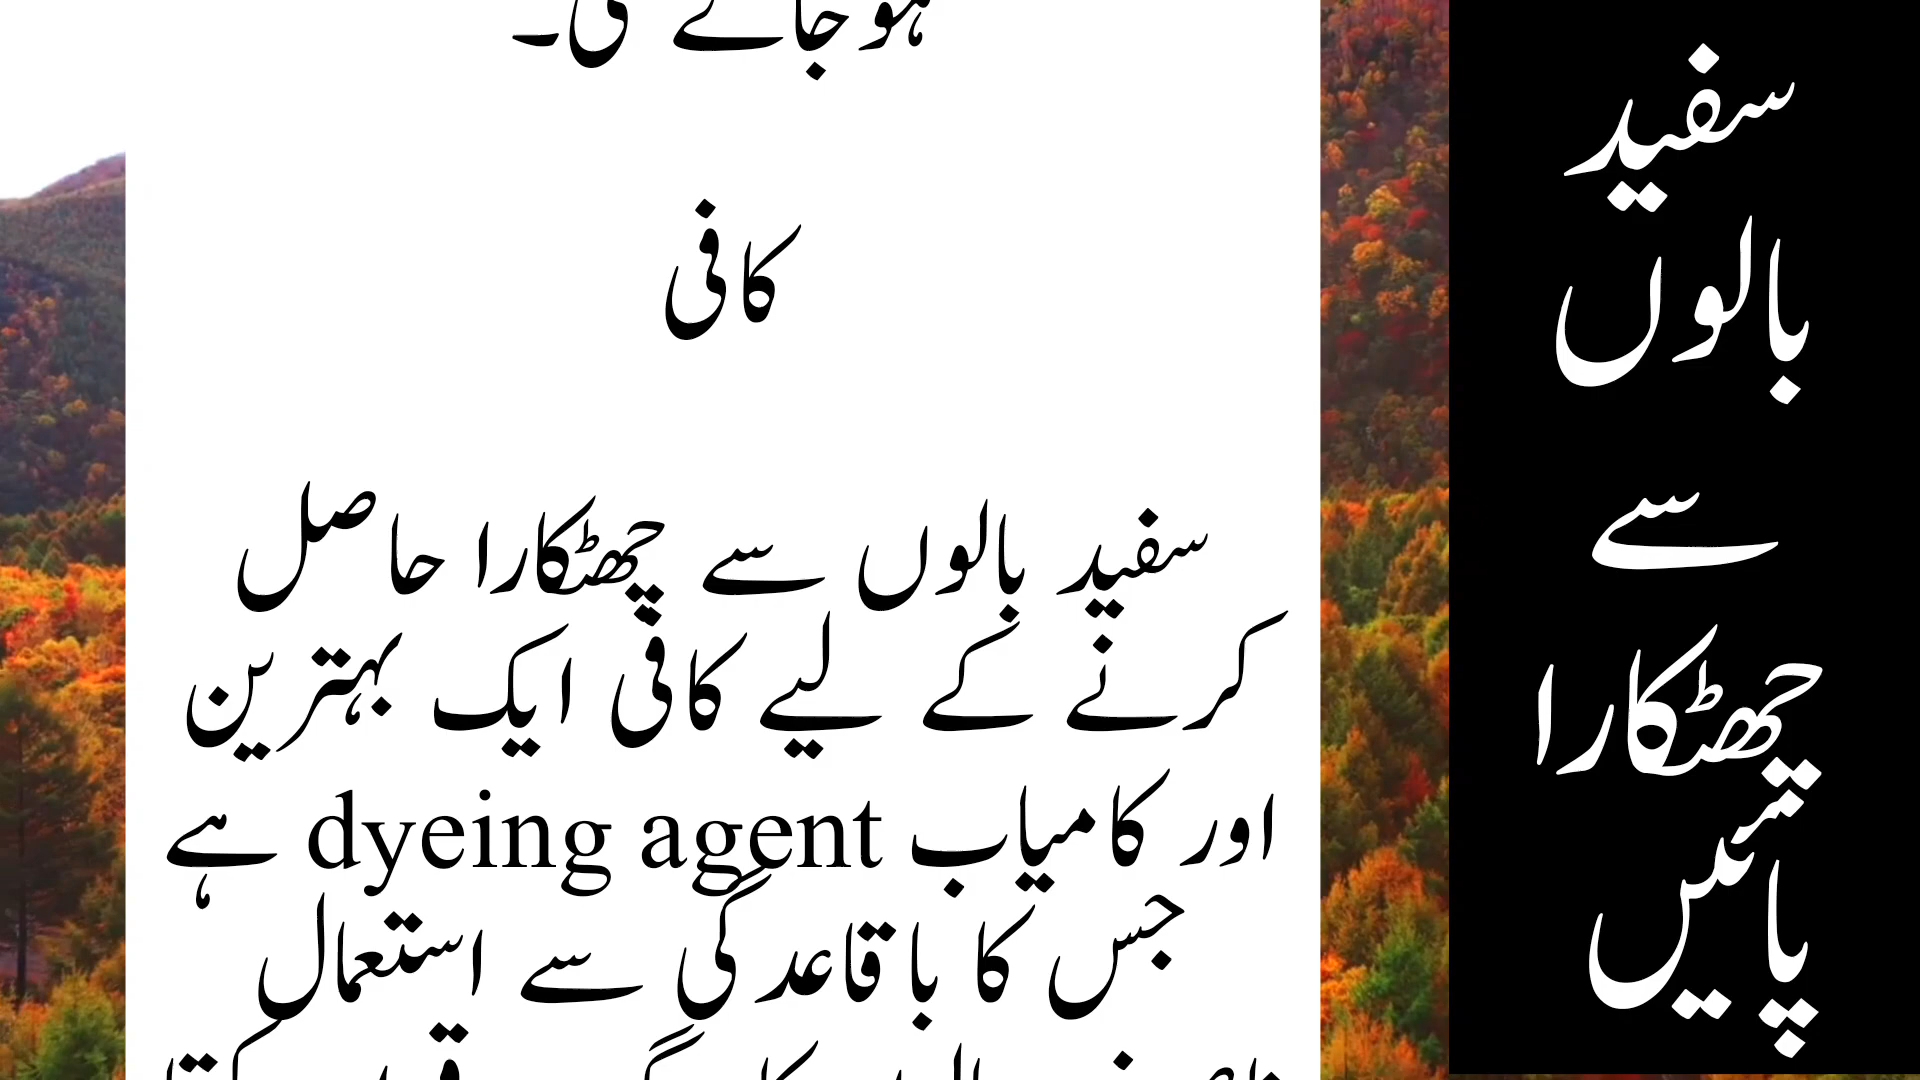 ہو جائے گی۔
کافی
سفید بالوں سے چھٹکارا حاصل
کرنے کے لیے کافی ایک بہترین
اور کامیاب dyeing agent ہے
جس کا باقاعدگی سے استعمال
سفید
بالوں
سے
چھٹکارا
پائیں